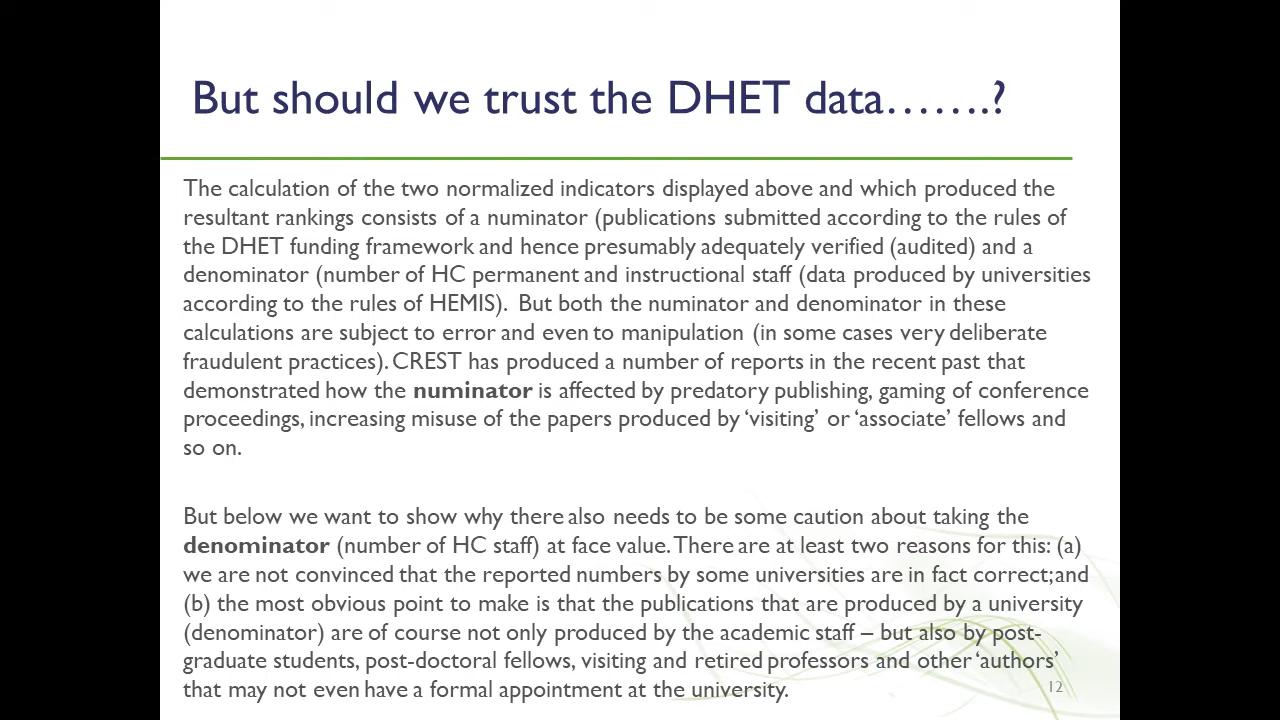 But should we trust the DHET data…….?
The calculation of the two normalized indicators displayed above and which produced the
resultant rankings consists of a numinator (publications submitted according to the rules of
the DHET funding framework and hence presumably adequately verified (audited) and a
denominator (number of HC permanent and instructional staff (data produced by universities
according to the rules of HEMIS). But both the numinator and denominator in these
calculations are subject to error and even to manipulation (in some cases very deliberate
fraudulent practices). CREST has produced a number of reports in the recent past that
demonstrated how the numinator is affected by predatory publishing, gaming of conference
proceedings, increasing misuse of the papers produced by ‘visiting’ or ‘associate’ fellows and
so on.
But below we want to show why there also needs to be some caution about taking the
denominator (number of HC staff) at face value. There are at least two reasons for this: (a)
we are not convinced that the reported numbers by some universities are in fact correct;and
(b) the most obvious point to make is that the publications that are produced by a university
(denominator) are of course not only produced by the academic staff – but also by post-
graduate students, post-doctoral fellows, visiting and retired professors and other ‘authors’
that may not even have a formal appointment at the university.
12